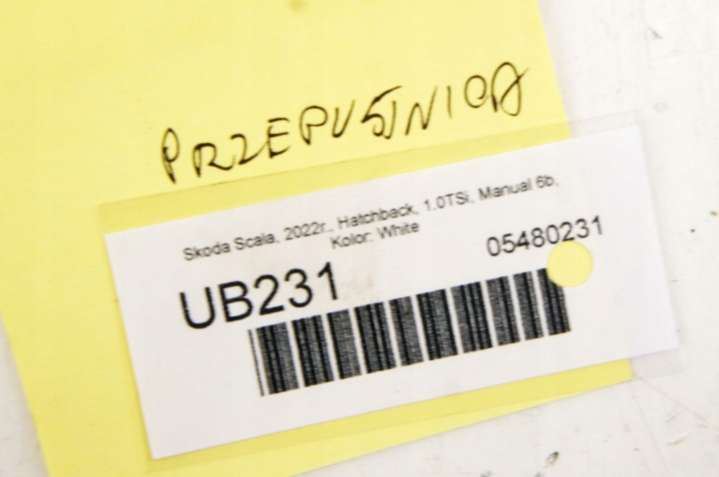 PRZEPUSTNICA
Skoda Scala, 2022r., Hatchback, 1.0TSi, Manual 6b,
Kolor: White
05480231
UB231